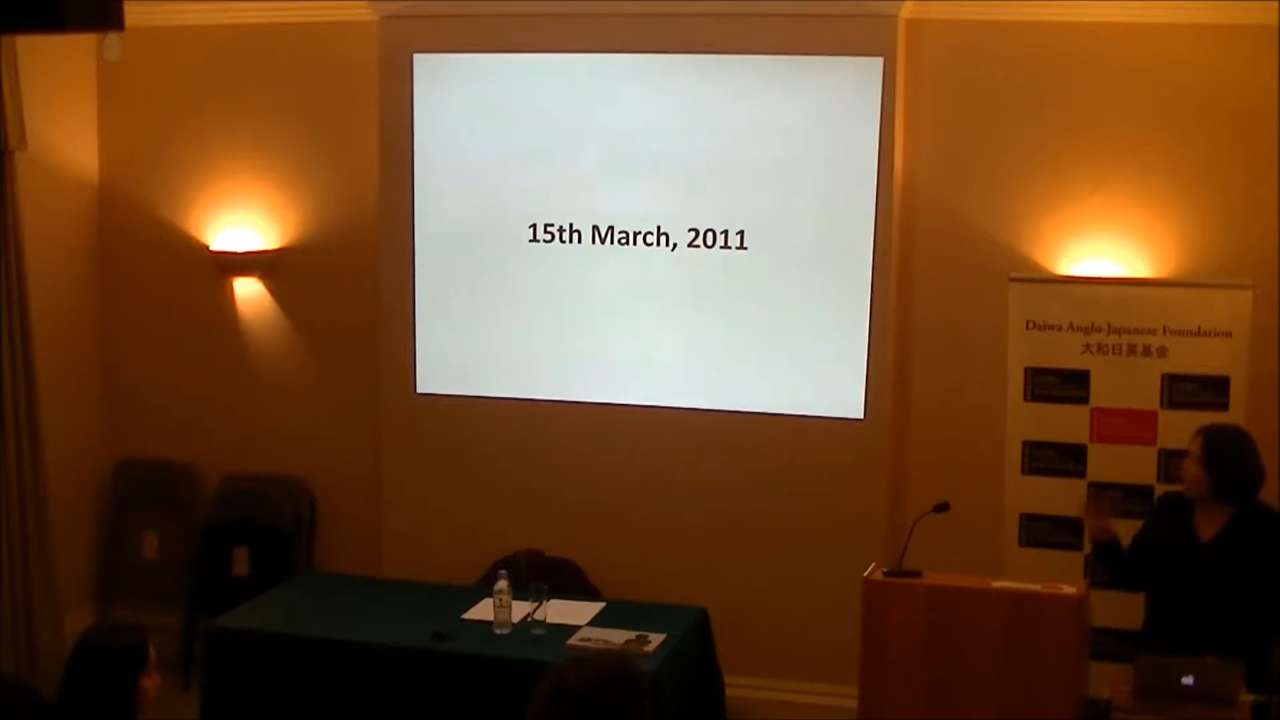 15th March, 2011
Daiwa Anglo-Japanese Foundation
大和日英基金